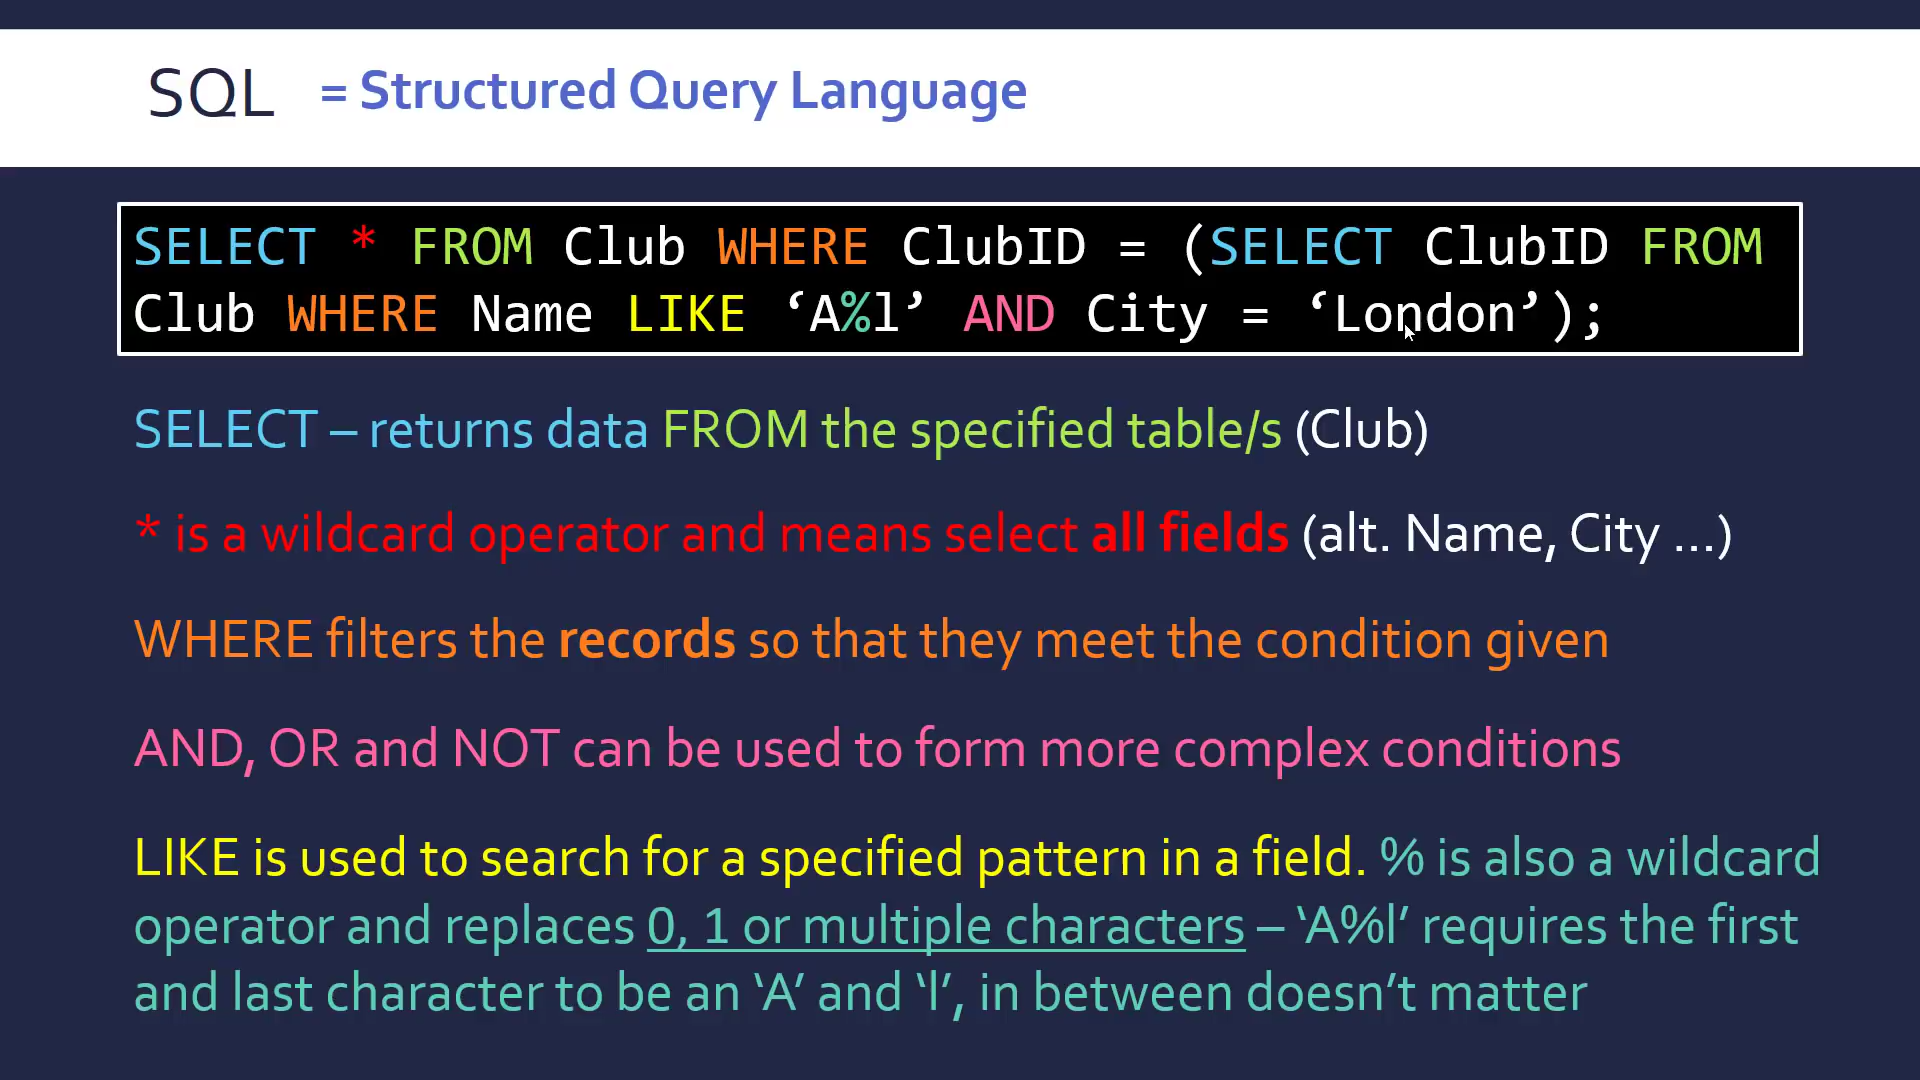 SQL = Structured Query Language
SELECT * FROM Club WHERE ClubID = (SELECT ClubID FROM
Club WHERE Name LIKE ‘A%l’ AND City = ‘London’);
SELECT – returns data FROM the specified table/s (Club)
* is a wildcard operator and means select all fields (alt. Name, City ...)
WHERE filters the records so that they meet the condition given
AND, OR and NOT can be used to form more complex conditions
LIKE is used to search for a specified pattern in a field. % is also a wildcard
operator and replaces 0, 1 or multiple characters – ‘A%l’ requires the first
and last character to be an ‘A’ and ‘l’, in between doesn’t matter